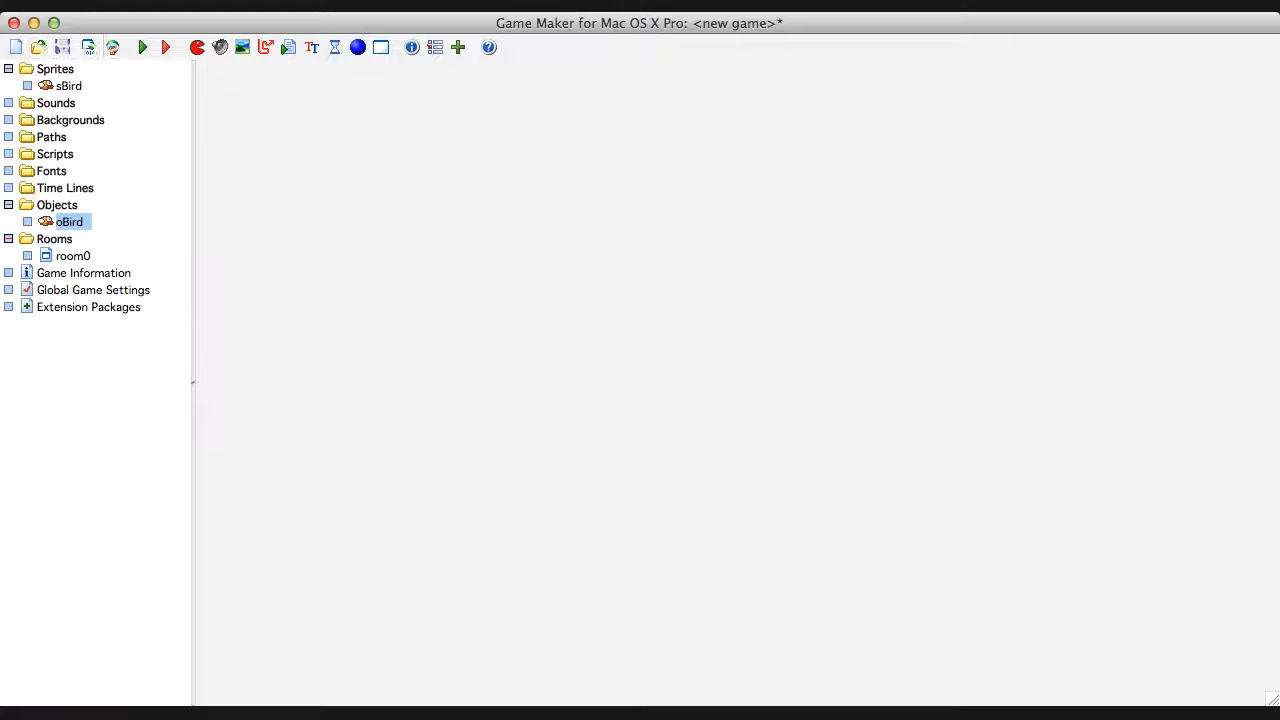 Game Maker for Mac OS X Pro: <new game>*
Sprites
sBird
Sounds
Backgrounds
Paths
Scripts
Fonts
Time Lines
Objects
oBird
Rooms
room0
Game Information
Global Game Settings
Extension Packages